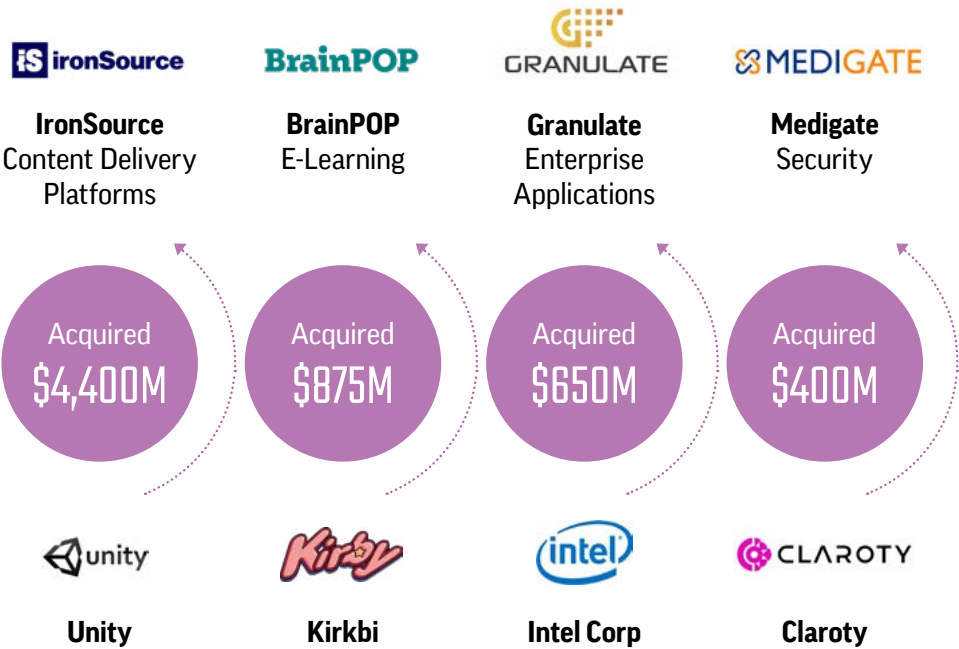 iS ironSource
BrainPOP
GRANULATE
MEDIGATE
IronSource
Content Delivery
Platforms
BrainPOP
E-Learning
Granulate
Enterprise
Applications
Medigate
Security
Acquired
$4,400M
Acquired
$875M
Acquired
$650M
Acquired
$400M
unity
Kirby
intel
CLAROTY
Unity
Kirkbi
Intel Corp
Claroty